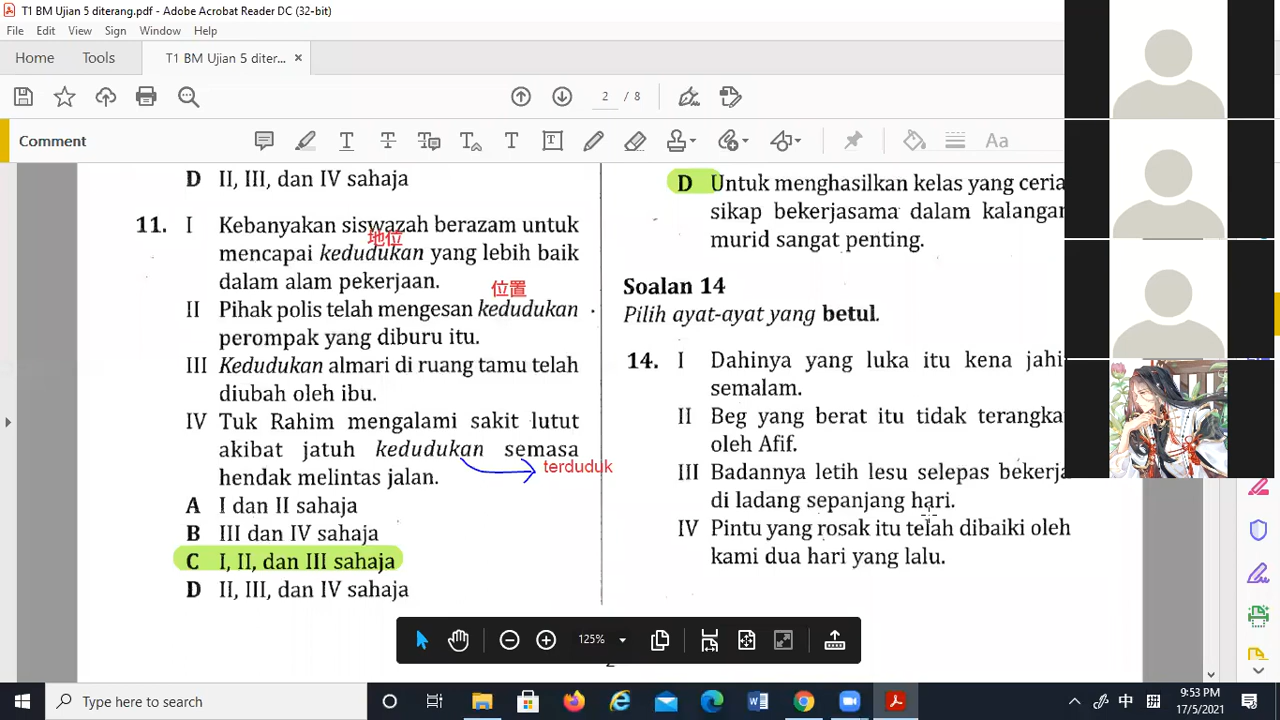 T1 BM Ujian 5 diterang.pdf - Adobe Acrobat Reader DC (32-bit)
File Edit View Sign Window Help
Home Tools T1 BM Ujian 5 diter... ×
2 / 8
Comment
D II, III, dan IV sahaja
11. I Kebanyakan siswazah berazam untuk
地位
mencapai kedudukan yang lebih baik
dalam alam pekerjaan.
位置
II Pihak polis telah mengesan kedudukan
perompak yang diburu itu.
III Kedudukan almari di ruang tamu telah
diubah oleh ibu.
IV Tuk Rahim mengalami sakit lutut
akibat jatuh kedudukan semasa
terduduk
hendak melintas jalan.
A I dan II sahaja
B III dan IV sahaja
C I, II, dan III sahaja
D II, III, dan IV sahaja
D Untuk menghasilkan kelas yang ceria
sikap bekerjasama dalam kalangan
murid sangat penting.
Soalan 14
Pilih ayat-ayat yang betul.
14. I Dahinya yang luka itu kena jahi
semalam.
II Beg yang berat itu tidak terangka
oleh Afif.
III Badannya letih lesu selepas bekerja
di ladang sepanjang hari.
IV Pintu yang rosak itu telah dibaiki oleh
kami dua hari yang lalu.
125%
Type here to search
中 拼
9:53 PM
17/5/2021